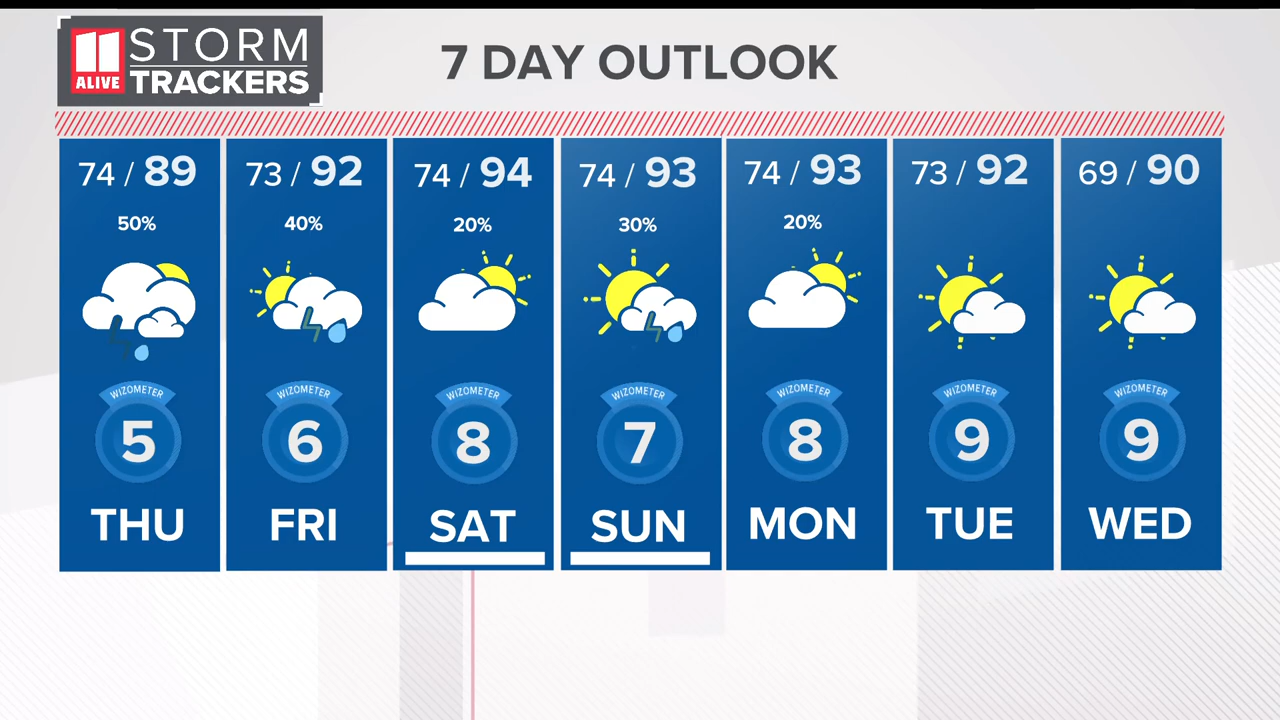 11 ALIVE STORM TRACKERS
7 DAY OUTLOOK
74 / 89
50%
WIZOMETER
5
THU
73 / 92
40%
WIZOMETER
6
FRI
74 / 94
20%
WIZOMETER
8
SAT
74 / 93
30%
WIZOMETER
7
SUN
74 / 93
20%
WIZOMETER
8
MON
73 / 92
WIZOMETER
9
TUE
69 / 90
WIZOMETER
9
WED